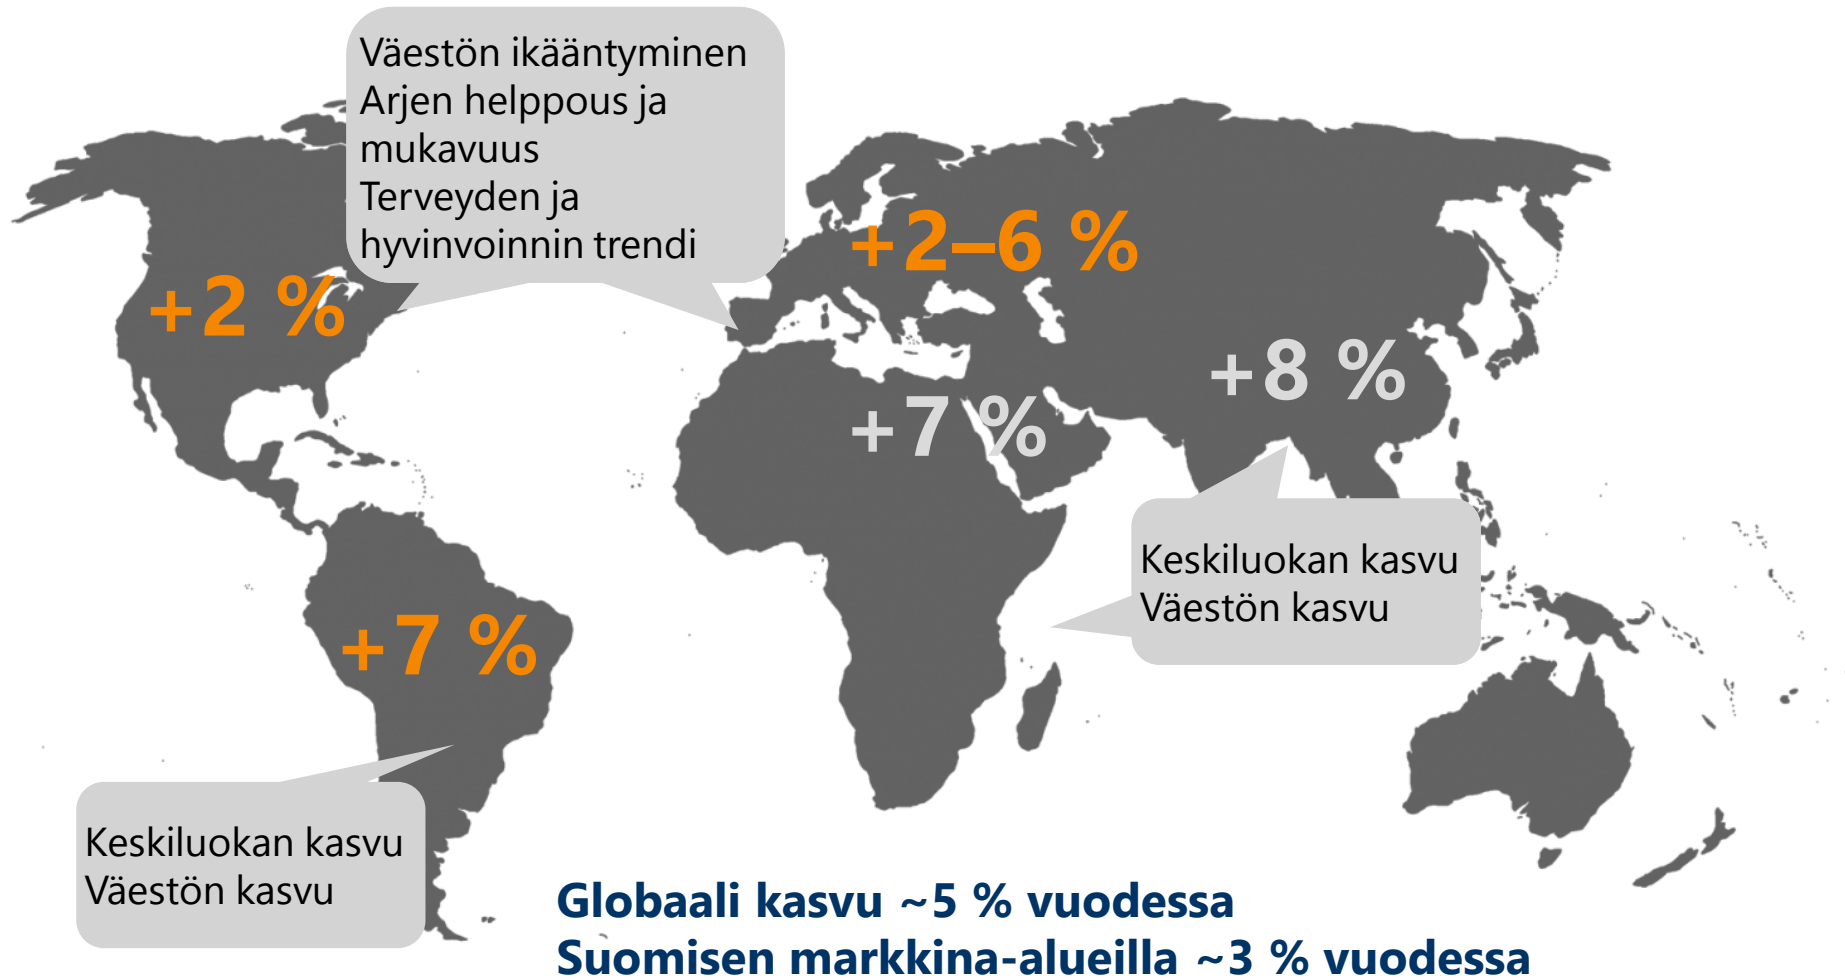 Väestön ikääntyminen
Arjen helppous ja
mukavuus
Terveyden ja
hyvinvoinnin trendi
+2 %
+2–6 %
+8 %
+7 %
Keskiluokan kasvu
Väestön kasvu
+7 %
Keskiluokan kasvu
Väestön kasvu
Globaali kasvu ~5 % vuodessa
Suomisen markkina-alueilla ~3 % vuodessa